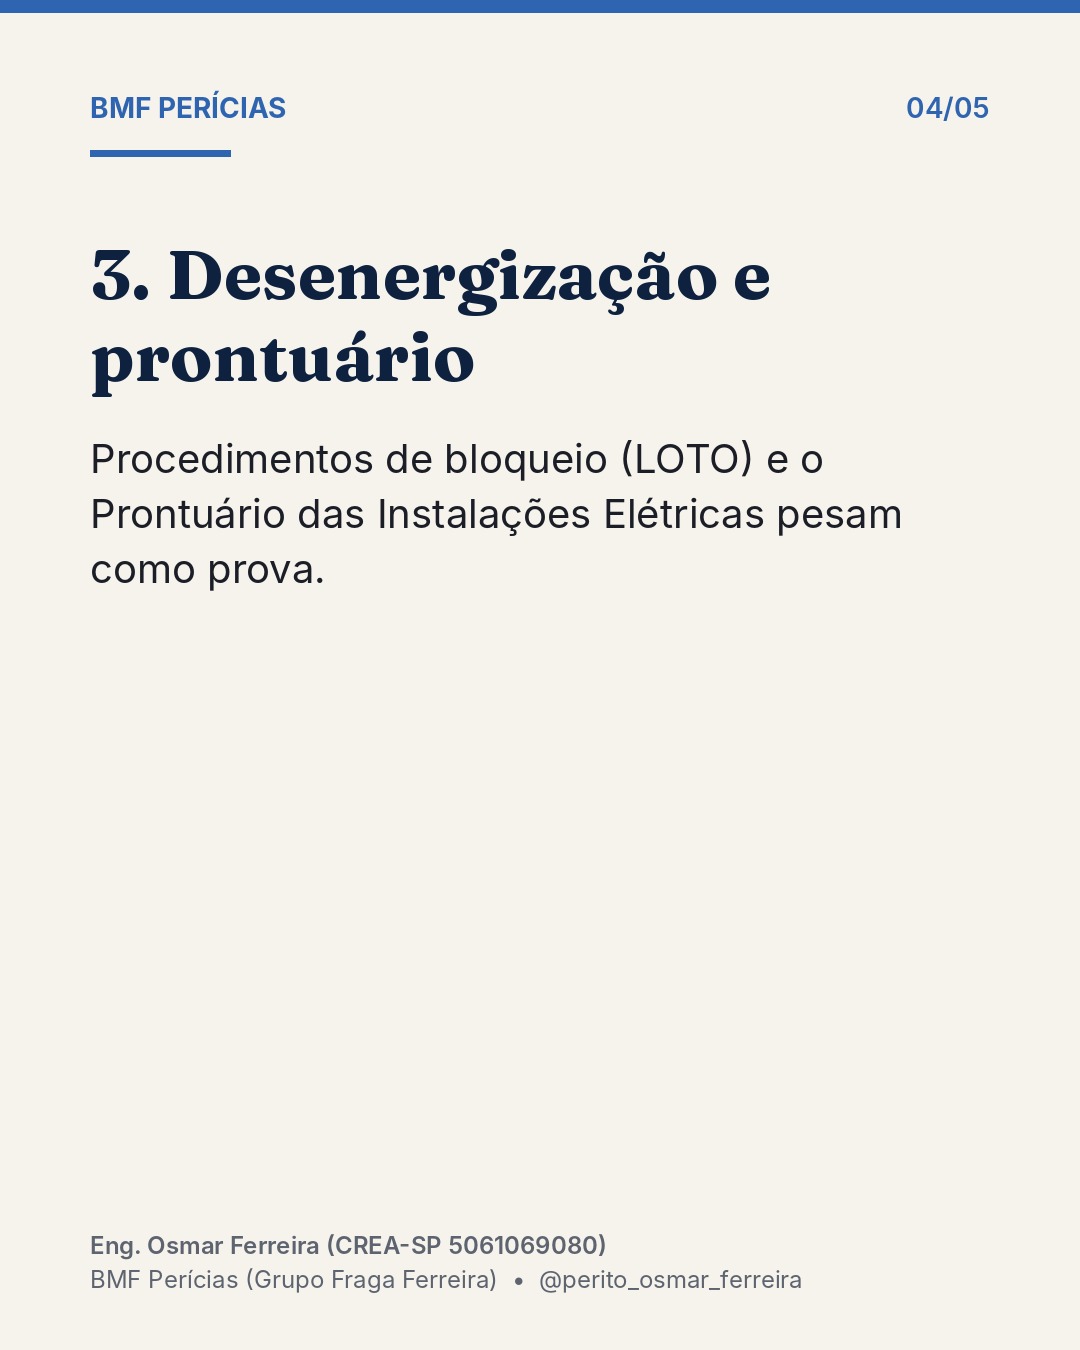 BMF PERÍCIAS
04/05
3. Desenergização e
prontuário
Procedimentos de bloqueio (LOTO) e o
Prontuário das Instalações Elétricas pesam
como prova.
Eng. Osmar Ferreira (CREA-SP 5061069080)
BMF Perícias (Grupo Fraga Ferreira) • @perito_osmar_ferreira